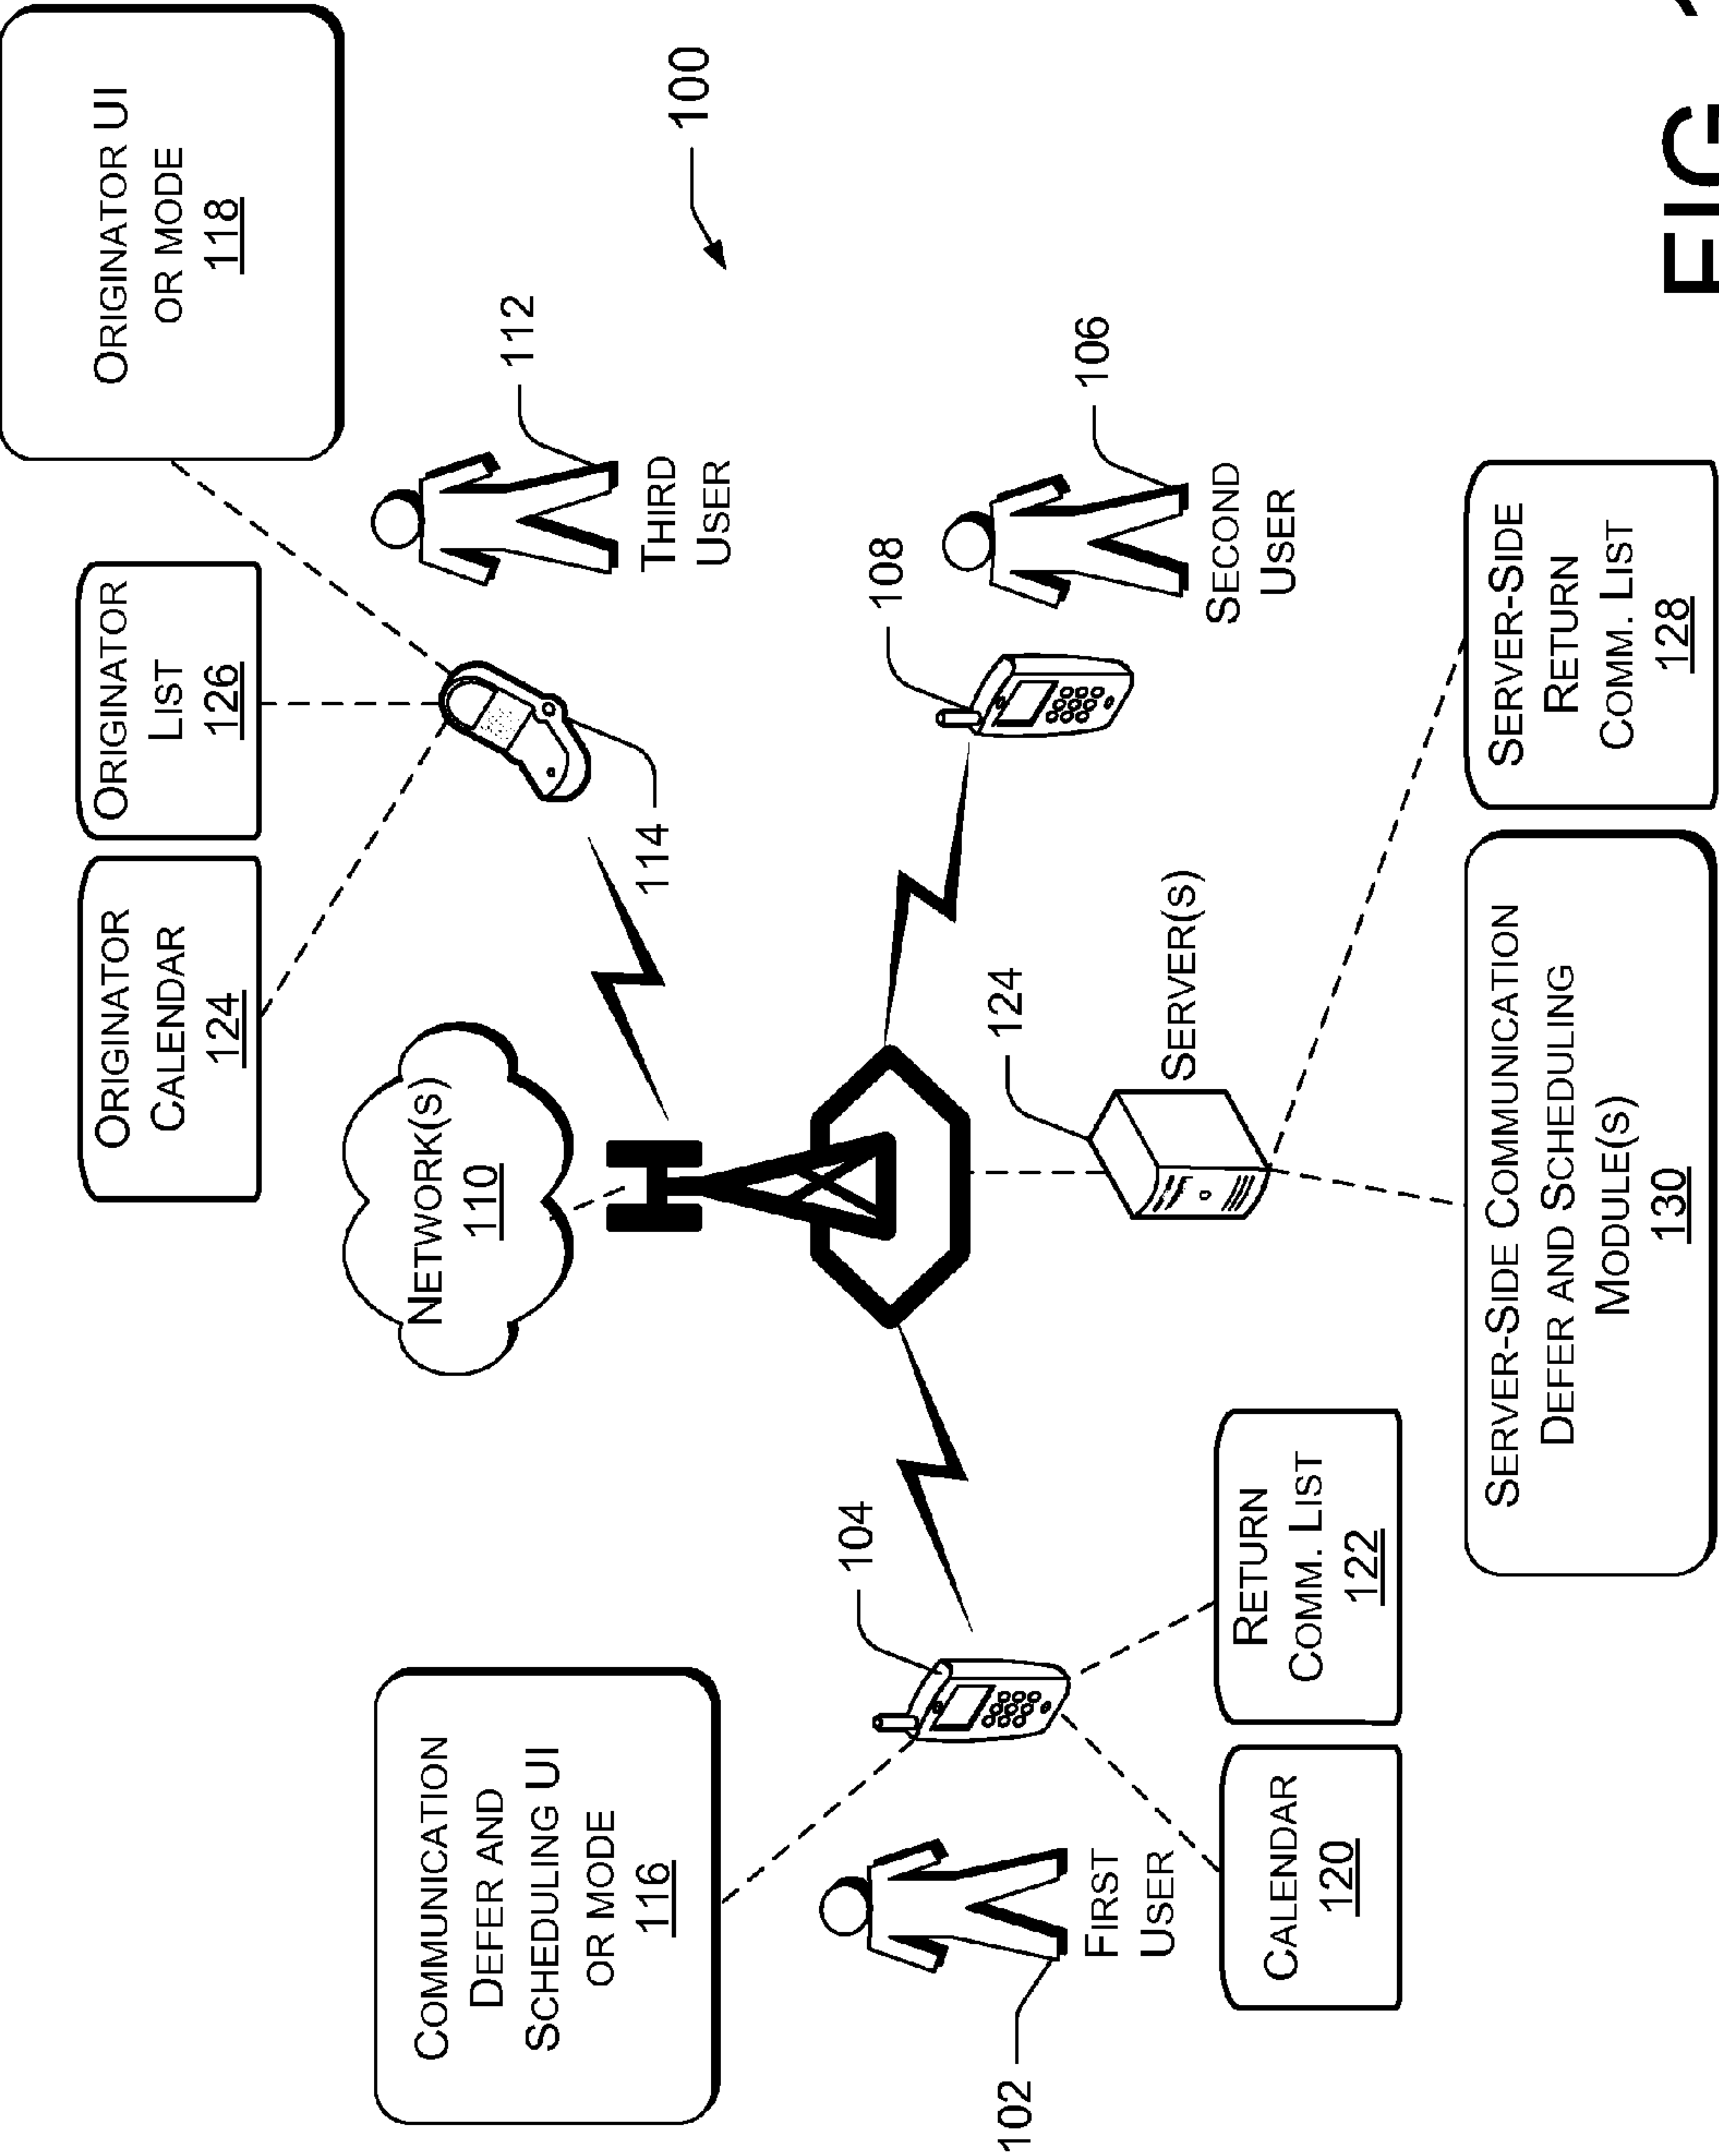 ORIGINATOR UI
OR MODE
118
ORIGINATOR
LIST
126
ORIGINATOR
CALENDAR
124
100
112
THIRD
USER
114
NETWORK(S)
110
COMMUNICATION
DEFER AND
SCHEDULING UI
OR MODE
116
104
108
106
SECOND
USER
124
SERVER(S)
102
FIRST
USER
CALENDAR
120
RETURN
COMM. LIST
122
SERVER-SIDE COMMUNICATION
DEFER AND SCHEDULING
MODULE(S)
130
SERVER-SIDE
RETURN
COMM. LIST
128
FIG